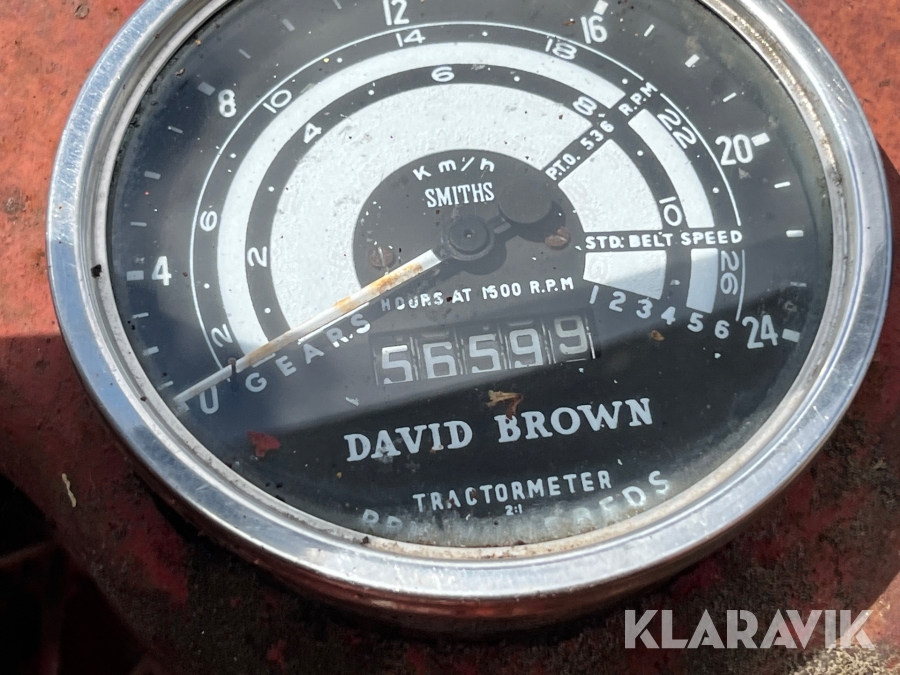 12
16
14
18
8
10
6
8
P.T.O. 536 R.P.M
22
4
20
km/h
SMITHS
6
10
2
STD: BELT SPEED
4
26
HOURS AT 1500 R.P.M
1 2 3 4 5 6
2
GEARS
24
0
56599
DAVID BROWN
TRACTORMETER
2:1
KLARAVIK